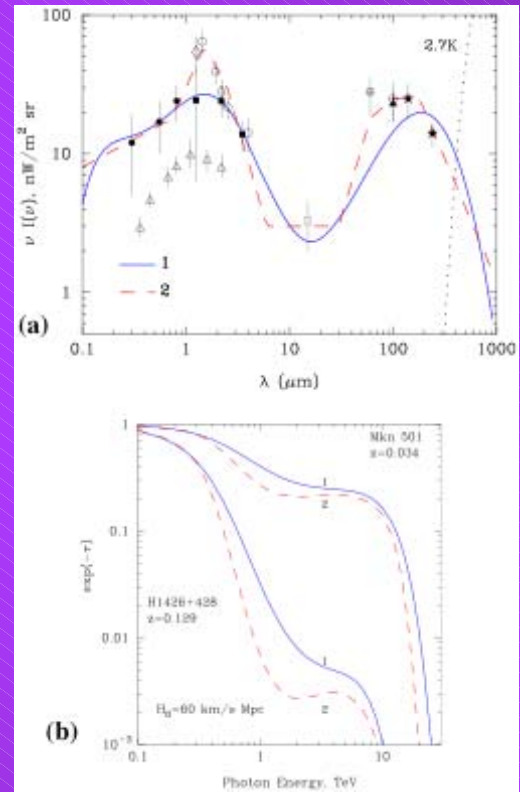 100
2.7K
10
1
ν I(ν), nW/m² sr
1
2
(a)
0.1
1
10
100
1000
λ (μm)
1
Mkn 501
z=0.034
1
2
0.1
exp(-τ)
H1426+428
z=0.129
0.01
1
H₀=60 km/s Mpc
2
(b)
10⁻³
0.1
1
10
Photon Energy, TeV